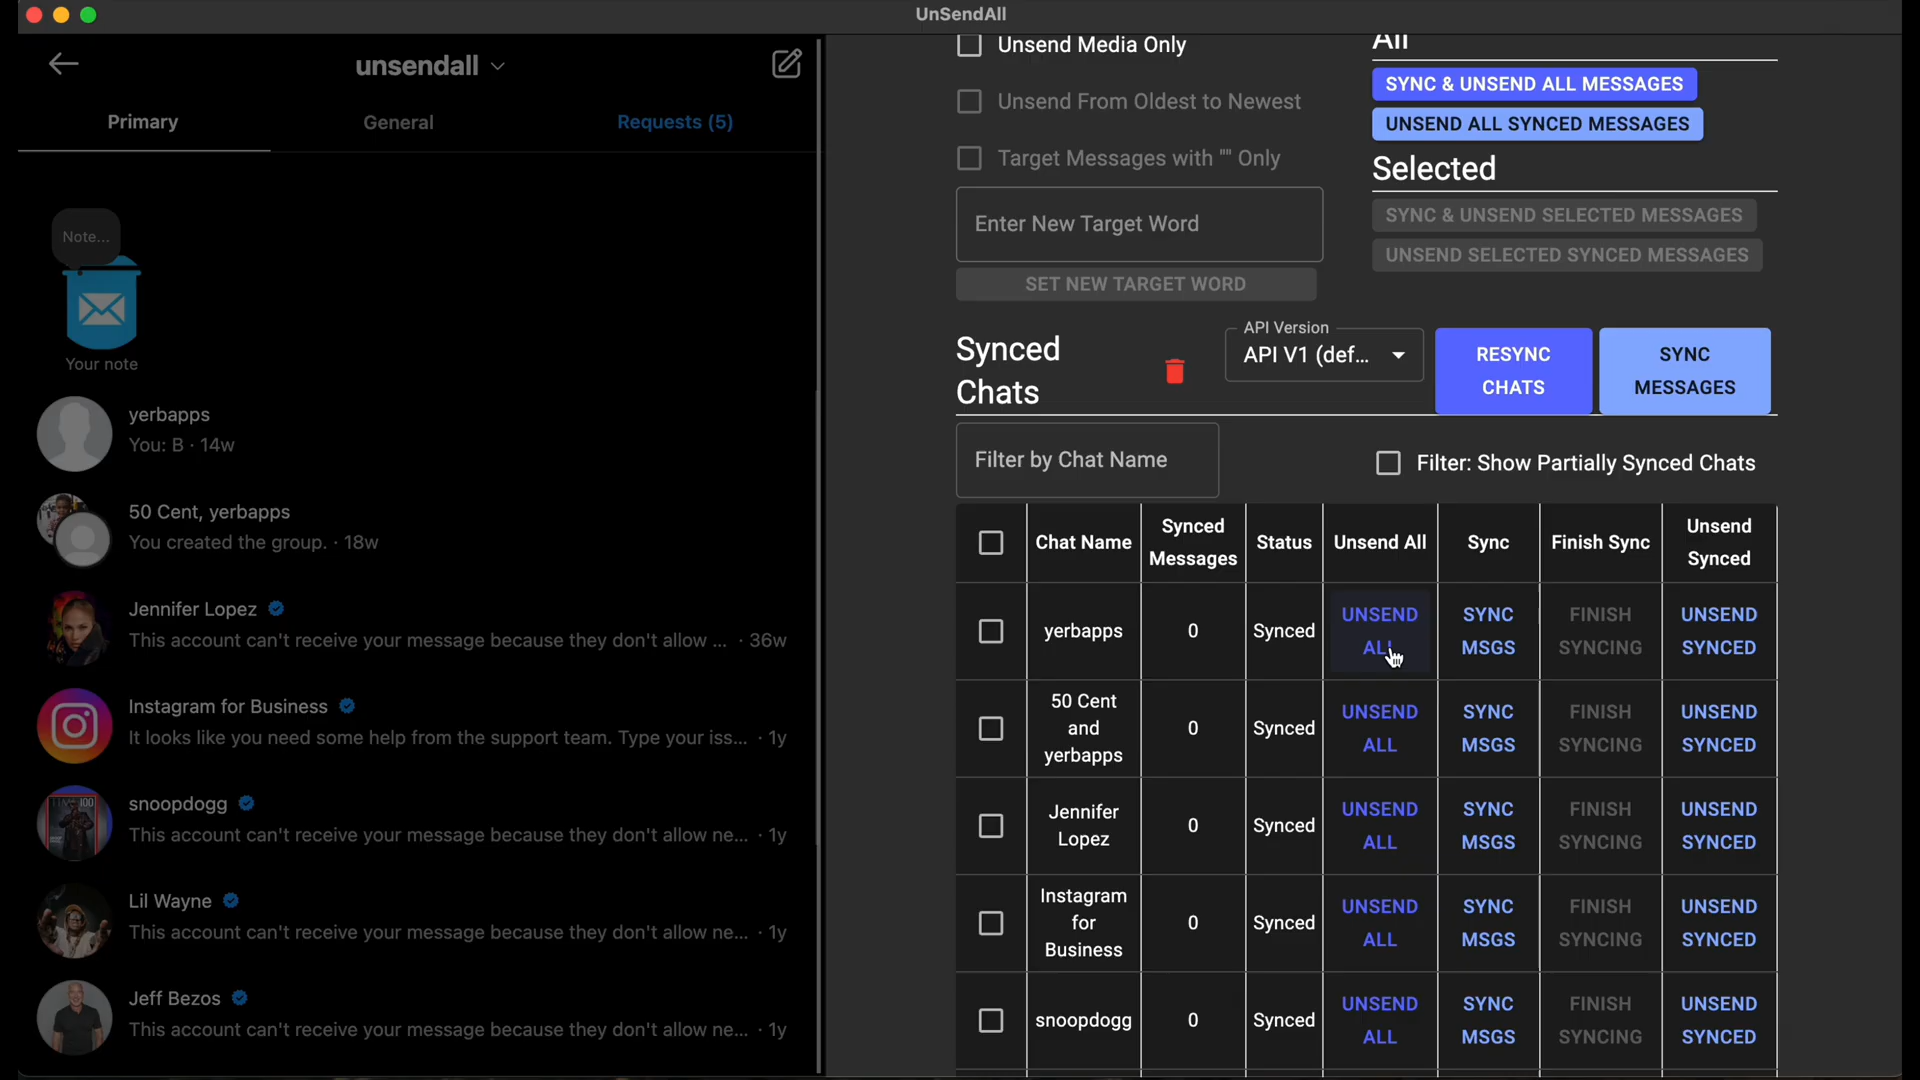 UnSendAll
unsendall
Primary
General
Requests (5)
Note...
Your note
yerbapps
You: B · 14w
50 Cent, yerbapps
You created the group. · 18w
Jennifer Lopez
This account can't receive your message because they don't allow ... · 36w
Instagram for Business
It looks like you need some help from the support team. Type your iss... · 1y
snoopdogg
This account can't receive your message because they don't allow ne... · 1y
Lil Wayne
This account can't receive your message because they don't allow ne... · 1y
Jeff Bezos
This account can't receive your message because they don't allow ne... · 1y
Unsend Media Only
Unsend From Oldest to Newest
Target Messages with "" Only
Enter New Target Word
SET NEW TARGET WORD
All
SYNC & UNSEND ALL MESSAGES
UNSEND ALL SYNCED MESSAGES
Selected
SYNC & UNSEND SELECTED MESSAGES
UNSEND SELECTED SYNCED MESSAGES
Synced
Chats
API Version
API V1 (def...
RESYNC
CHATS
SYNC
MESSAGES
Filter by Chat Name
Filter: Show Partially Synced Chats
Chat Name
Synced
Messages
Status
Unsend All
Sync
Finish Sync
Unsend
Synced
yerbapps
0
Synced
UNSEND
ALL
SYNC
MSGS
FINISH
SYNCING
UNSEND
SYNCED
50 Cent
and
yerbapps
0
Synced
UNSEND
ALL
SYNC
MSGS
FINISH
SYNCING
UNSEND
SYNCED
Jennifer
Lopez
0
Synced
UNSEND
ALL
SYNC
MSGS
FINISH
SYNCING
UNSEND
SYNCED
Instagram
for
Business
0
Synced
UNSEND
ALL
SYNC
MSGS
FINISH
SYNCING
UNSEND
SYNCED
snoopdogg
0
Synced
UNSEND
ALL
SYNC
MSGS
FINISH
SYNCING
UNSEND
SYNCED